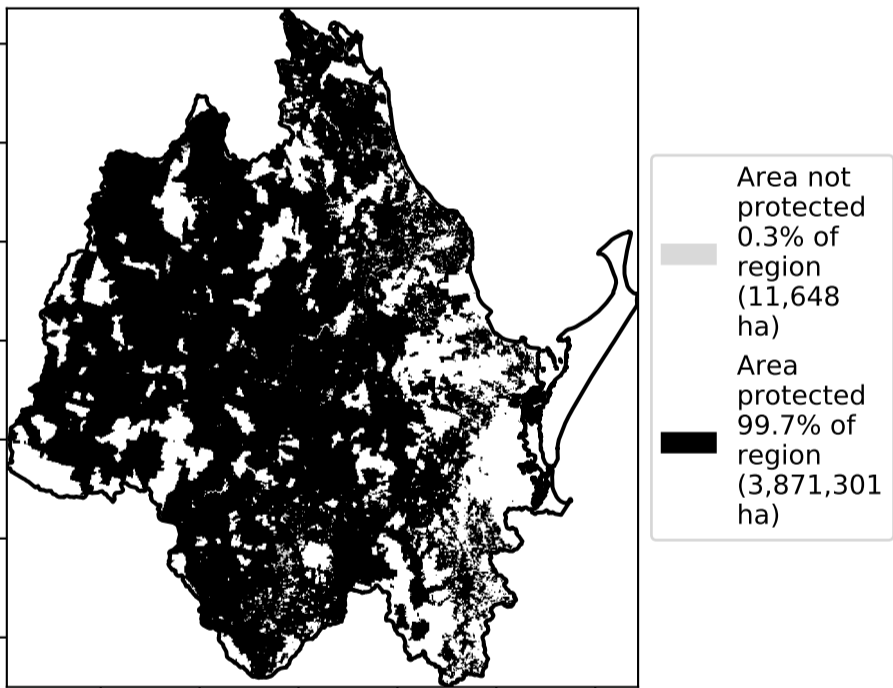 Area not
protected
0.3% of
region
(11,648
ha)
Area
protected
99.7% of
region
(3,871,301
ha)